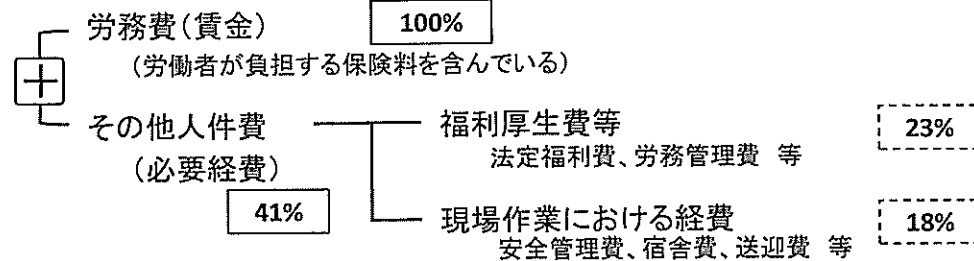 労務費(賃金) 100%
(労働者が負担する保険料を含んでいる)
+
その他人件費
(必要経費)
41%
福利厚生費等 23%
法定福利費、労務管理費 等
現場作業における経費 18%
安全管理費、宿舎費、送迎費 等